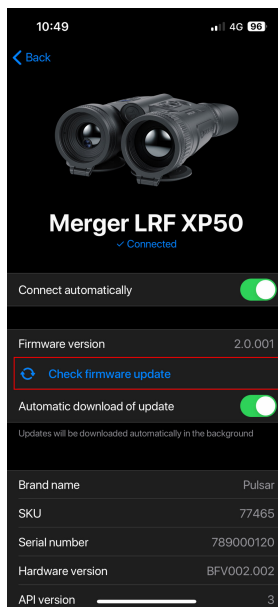 10:49
4G 96
Back
Merger LRF XP50
✓ Connected
Connect automatically
Firmware version 2.0.001
Check firmware update
Automatic download of update
Updates will be downloaded automatically in the background
Brand name Pulsar
SKU 77465
Serial number 789000120
Hardware version BFV002.002
API version 3